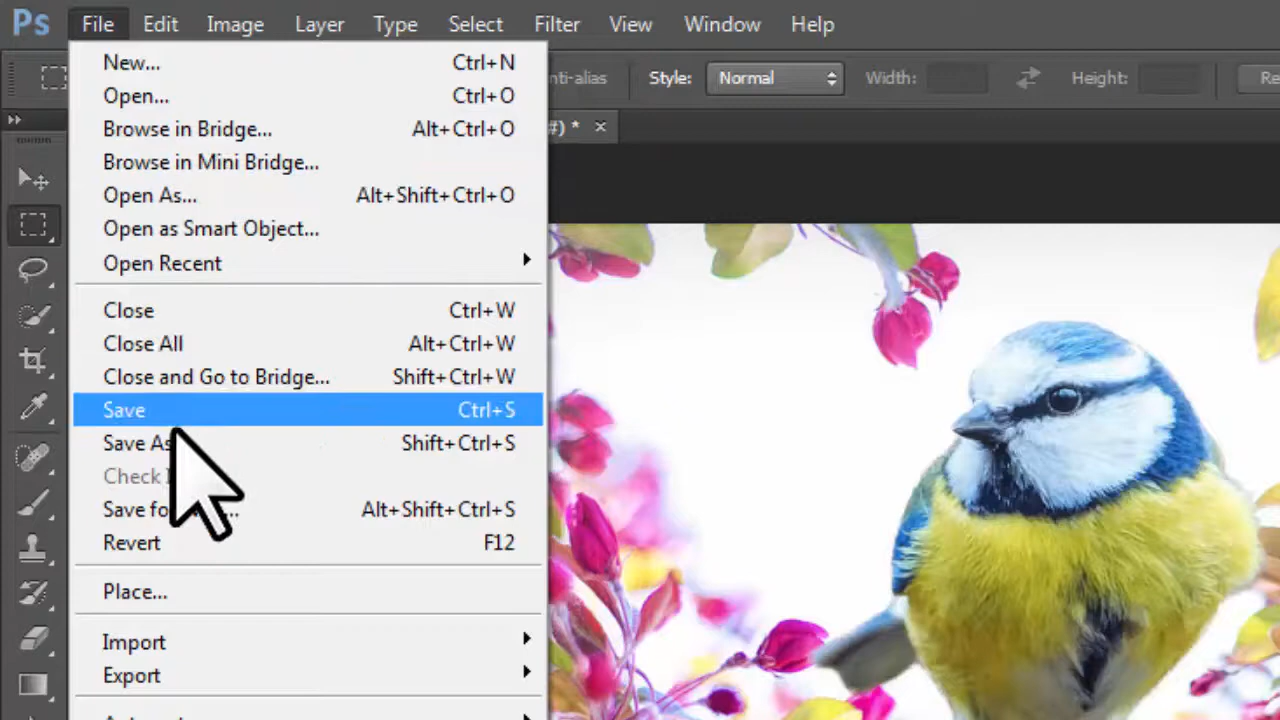 Ps File Edit Image Layer Type Select Filter View Window Help
nti-alias Style: Normal Width: Height: Re
#) * ×
New... Ctrl+N
Open... Ctrl+O
Browse in Bridge... Alt+Ctrl+O
Browse in Mini Bridge...
Open As... Alt+Shift+Ctrl+O
Open as Smart Object...
Open Recent
Close Ctrl+W
Close All Alt+Ctrl+W
Close and Go to Bridge... Shift+Ctrl+W
Save Ctrl+S
Save As Shift+Ctrl+S
Check
Save fo Alt+Shift+Ctrl+S
Revert F12
Place...
Import
Export